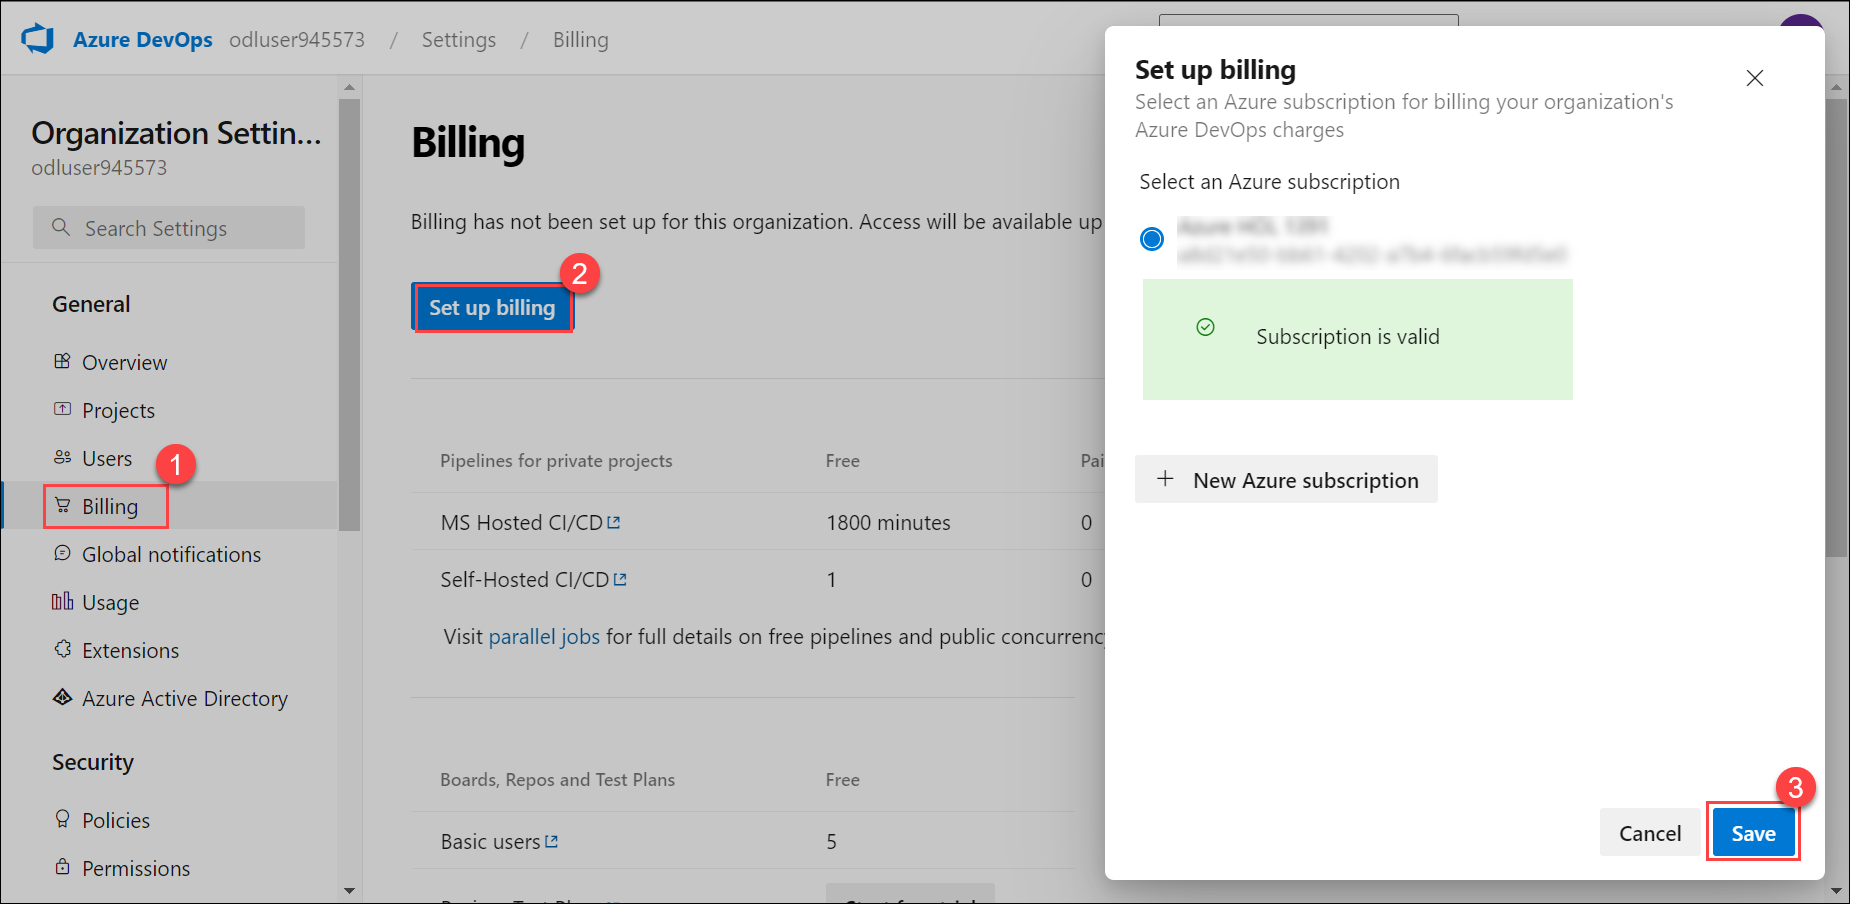 Azure DevOps odluser945573 / Settings / Billing
Organization Settin...
odluser945573
Search Settings
General
Overview
Projects
Users
1
Billing
Global notifications
Usage
Extensions
Azure Active Directory
Security
Policies
Permissions
Billing
Billing has not been set up for this organization. Access will be available up
2
Set up billing
Pipelines for private projects Free Pai
MS Hosted CI/CD 1800 minutes 0
Self-Hosted CI/CD 1 0
Visit parallel jobs for full details on free pipelines and public concurrency
Boards, Repos and Test Plans Free
Basic users 5
Set up billing
Select an Azure subscription for billing your organization's
Azure DevOps charges
Select an Azure subscription
Subscription is valid
+ New Azure subscription
3
Cancel Save